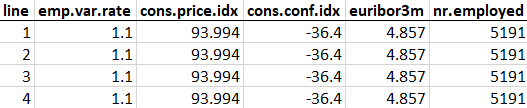 line emp.var.rate cons.price.idx cons.conf.idx euribor3m nr.employed
1 1.1 93.994 -36.4 4.857 5191
2 1.1 93.994 -36.4 4.857 5191
3 1.1 93.994 -36.4 4.857 5191
4 1.1 93.994 -36.4 4.857 5191